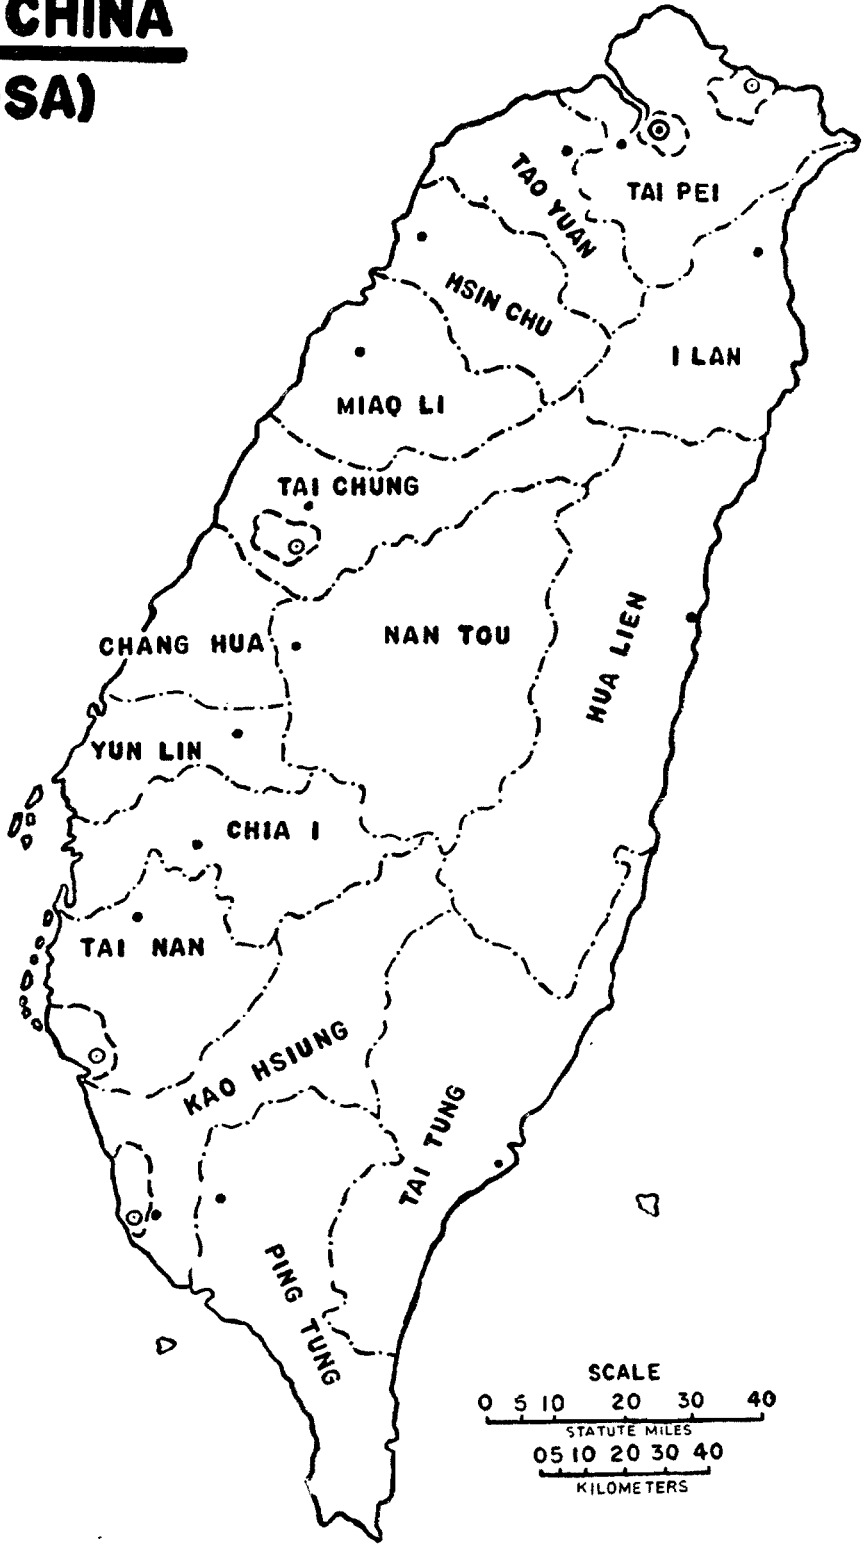 CHINA
SA)
TAO YUAN
TAI PEI
HSIN CHU
I LAN
MIAO LI
TAI CHUNG
CHANG HUA
NAN TOU
HUA LIEN
YUN LIN
CHIA I
TAI NAN
KAO HSIUNG
TAI TUNG
PING TUNG
SCALE
0 5 10 20 30 40
STATUTE MILES
0 5 10 20 30 40
KILOMETERS